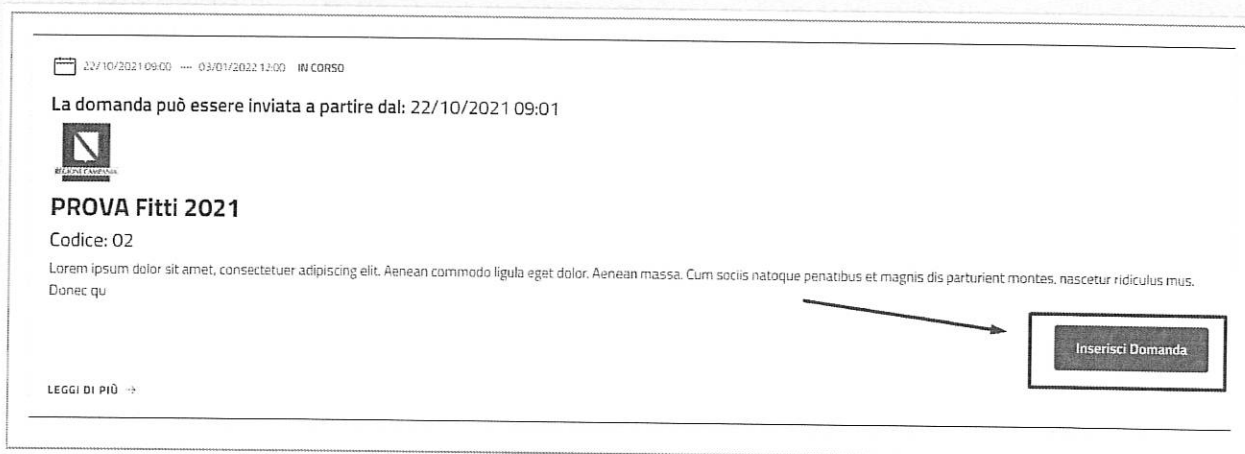 22/10/2021 09:00 ---- 03/01/2022 12:00 IN CORSO
La domanda può essere inviata a partire dal: 22/10/2021 09:01
REGIONE CAMPANIA
PROVA Fitti 2021
Codice: 02
Lorem ipsum dolor sit amet, consectetuer adipiscing elit. Aenean commodo ligula eget dolor. Aenean massa. Cum sociis natoque penatibus et magnis dis parturient montes, nascetur ridiculus mus.
Donec qu
Inserisci Domanda
LEGGI DI PIÙ →